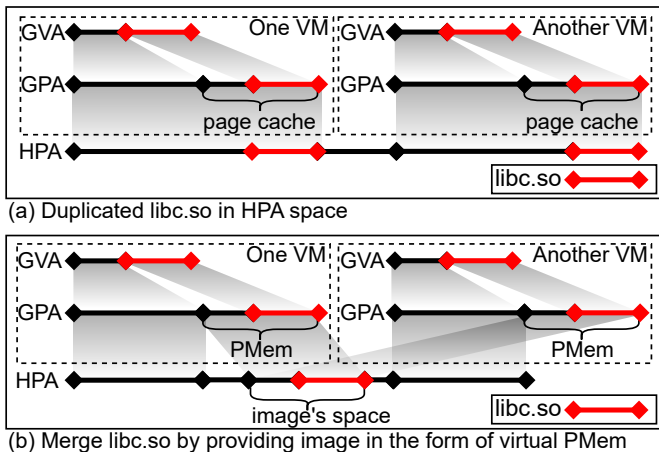 One VM
Another VM
GVA
GVA
GPA
GPA
page cache
page cache
HPA
libc.so
(a) Duplicated libc.so in HPA space
One VM
Another VM
GVA
GVA
GPA
GPA
PMem
PMem
HPA
image's space
libc.so
(b) Merge libc.so by providing image in the form of virtual PMem